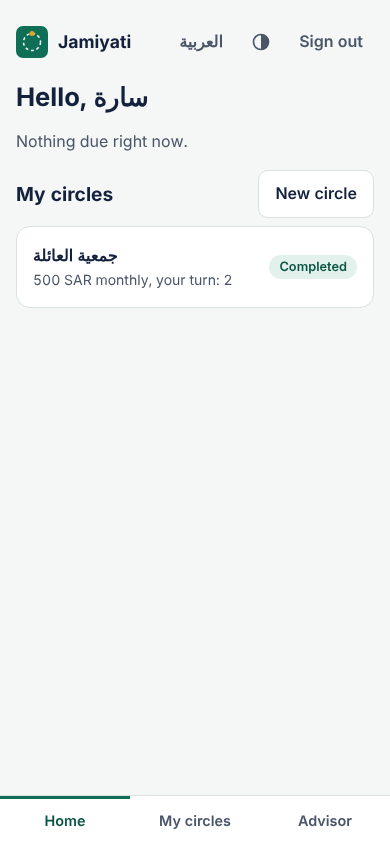 Jamiyati
العربية
Sign out
Hello, سارة
Nothing due right now.
My circles
New circle
جمعية العائلة
500 SAR monthly, your turn: 2
Completed
Home
My circles
Advisor